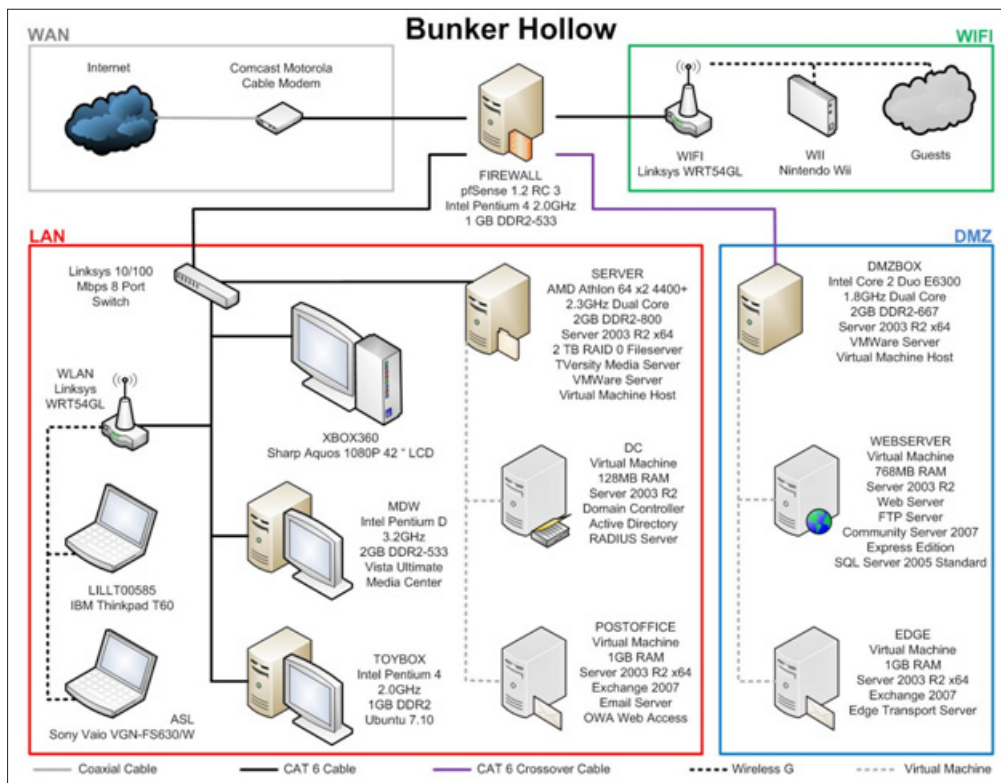 Bunker Hollow
WAN
WIFI
Internet
Comcast Motorola
Cable Modem
FIREWALL
pfSense 1.2 RC 3
Intel Pentium 4 2.0GHz
1 GB DDR2-533
WIFI
Linksys WRT54GL
WII
Nintendo Wii
Guests
LAN
DMZ
Linksys 10/100
Mbps 8 Port
Switch
SERVER
AMD Athlon 64 x2 4400+
2.3GHz Dual Core
2GB DDR2-800
Server 2003 R2 x64
2 TB RAID 0 Fileserver
TVersity Media Server
VMWare Server
Virtual Machine Host
DMZBOX
Intel Core 2 Duo E6300
1.8GHz Dual Core
2GB DDR2-667
Server 2003 R2 x64
VMWare Server
Virtual Machine Host
WLAN
Linksys
WRT54GL
XBOX360
Sharp Aquos 1080P 42 " LCD
DC
Virtual Machine
128MB RAM
Server 2003 R2
Domain Controller
Active Directory
RADIUS Server
WEBSERVER
Virtual Machine
768MB RAM
Server 2003 R2
Web Server
FTP Server
Community Server 2007
Express Edition
SQL Server 2005 Standard
MDW
Intel Pentium D
3.2GHz
2GB DDR2-533
Vista Ultimate
Media Center
LILLT00585
IBM Thinkpad T60
TOYBOX
Intel Pentium 4
2.0GHz
1GB DDR2
Ubuntu 7.10
POSTOFFICE
Virtual Machine
1GB RAM
Server 2003 R2 x64
Exchange 2007
Email Server
OWA Web Access
EDGE
Virtual Machine
1GB RAM
Server 2003 R2 x64
Exchange 2007
Edge Transport Server
ASL
Sony Vaio VGN-FS630/W
Coaxial Cable
CAT 6 Cable
CAT 6 Crossover Cable
Wireless G
Virtual Machine